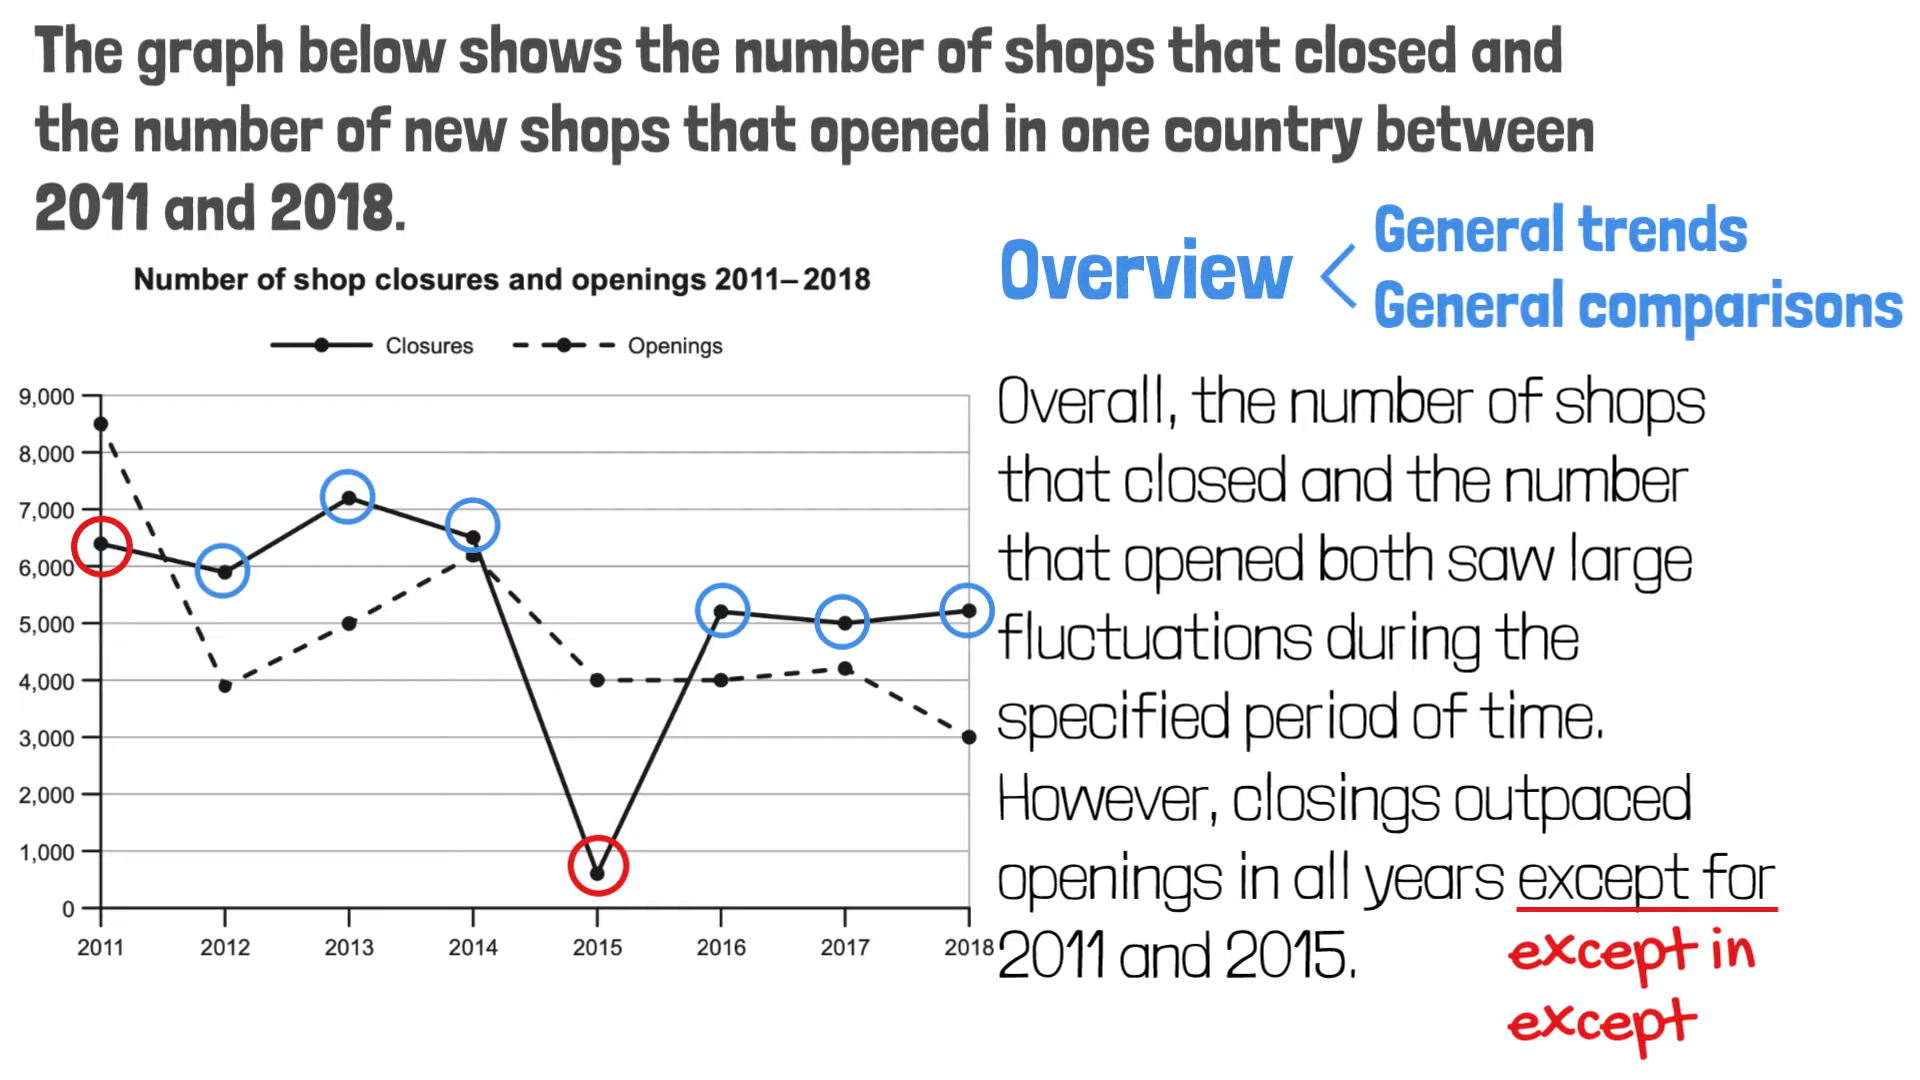 The graph below shows the number of shops that closed and
the number of new shops that opened in one country between
2011 and 2018.
Overview
General trends
General comparisons
Number of shop closures and openings 2011–2018
Closures
Openings
9,000
8,000
7,000
6,000
5,000
4,000
3,000
2,000
1,000
0
2011 2012 2013 2014 2015 2016 2017 2018
Overall, the number of shops
that closed and the number
that opened both saw large
fluctuations during the
specified period of time.
However, closings outpaced
openings in all years except for
2011 and 2015.
except in
except